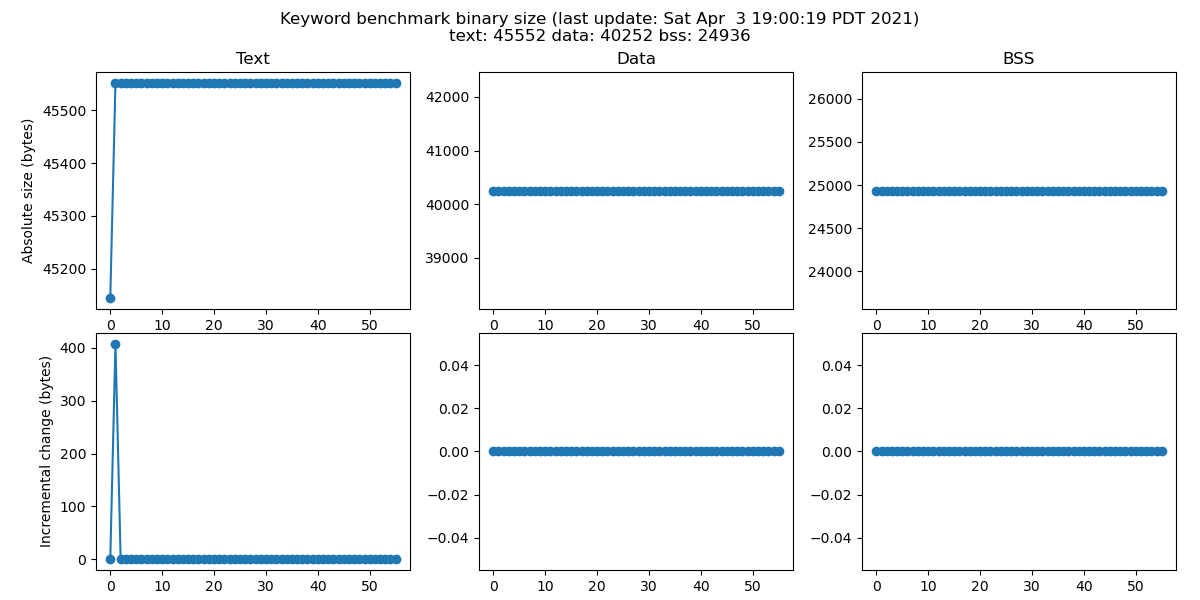 Keyword benchmark binary size (last update: Sat Apr  3 19:00:19 PDT 2021)
text: 45552 data: 40252 bss: 24936
Text Data BSS
Absolute size (bytes)
45500
45400
45300
45200
0 10 20 30 40 50
42000
41000
40000
39000
0 10 20 30 40 50
26000
25500
25000
24500
24000
0 10 20 30 40 50
Incremental change (bytes)
400
300
200
100
0
0 10 20 30 40 50
0.04
0.02
0.00
−0.02
−0.04
0 10 20 30 40 50
0.04
0.02
0.00
−0.02
−0.04
0 10 20 30 40 50